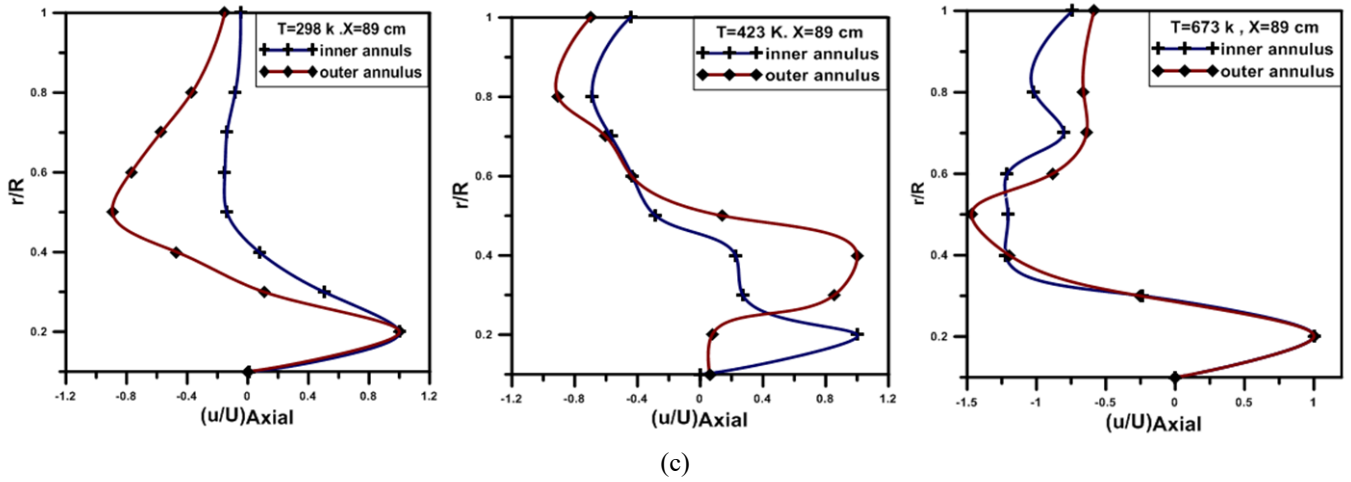 T=298 k .X=89 cm
inner annuls
outer annulus
r/R
1
0.8
0.6
0.4
0.2
-1.2
-0.8
-0.4
0
0.4
0.8
1.2
(u/U)Axial
T=423 K. X=89 cm
inner annulus
outer annulus
r/R
1
0.8
0.6
0.4
0.2
-1.2
-0.8
-0.4
0
0.4
0.8
1.2
(u/U)Axial
T=673 k , X=89 cm
inner annulus
outer annulus
r/R
1
0.8
0.6
0.4
0.2
-1.5
-1
-0.5
0
0.5
1
(u/U)Axial
(c)